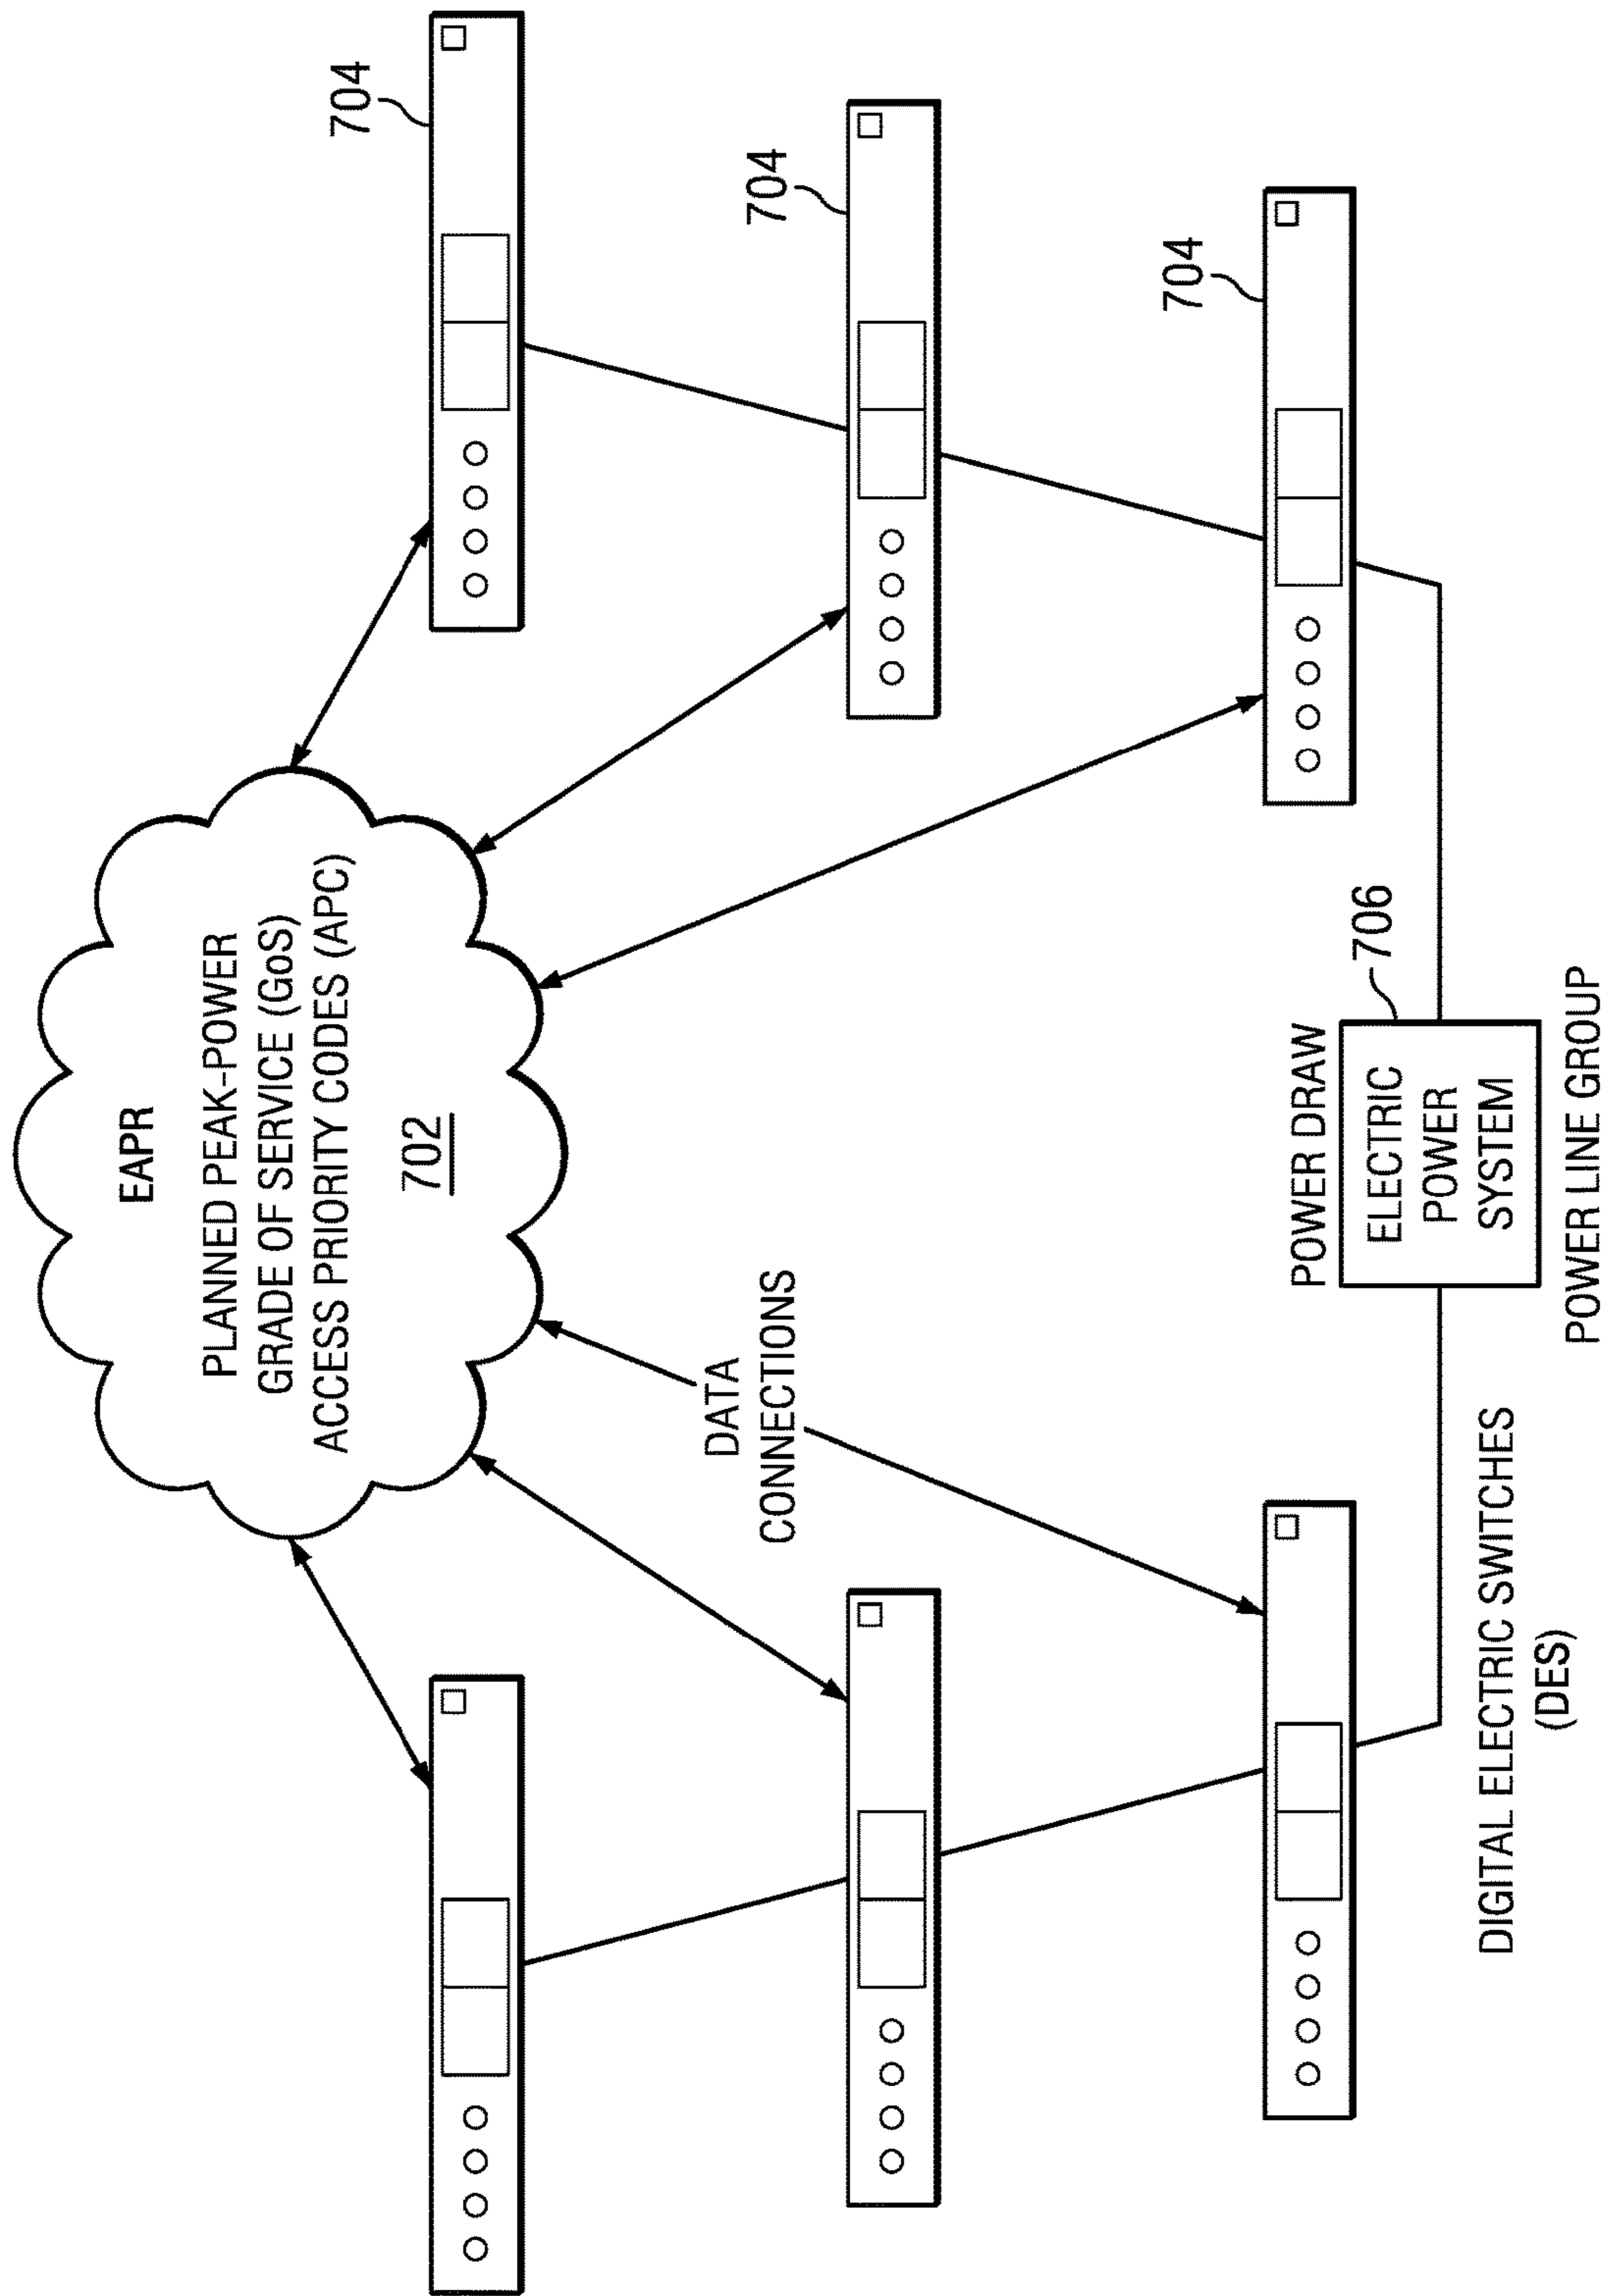 EAPR
PLANNED PEAK-POWER
GRADE OF SERVICE (GoS)
ACCESS PRIORITY CODES (APC)
702
704
704
704
DATA
CONNECTIONS
POWER DRAW
706
ELECTRIC
POWER
SYSTEM
POWER LINE GROUP
DIGITAL ELECTRIC SWITCHES
(DES)